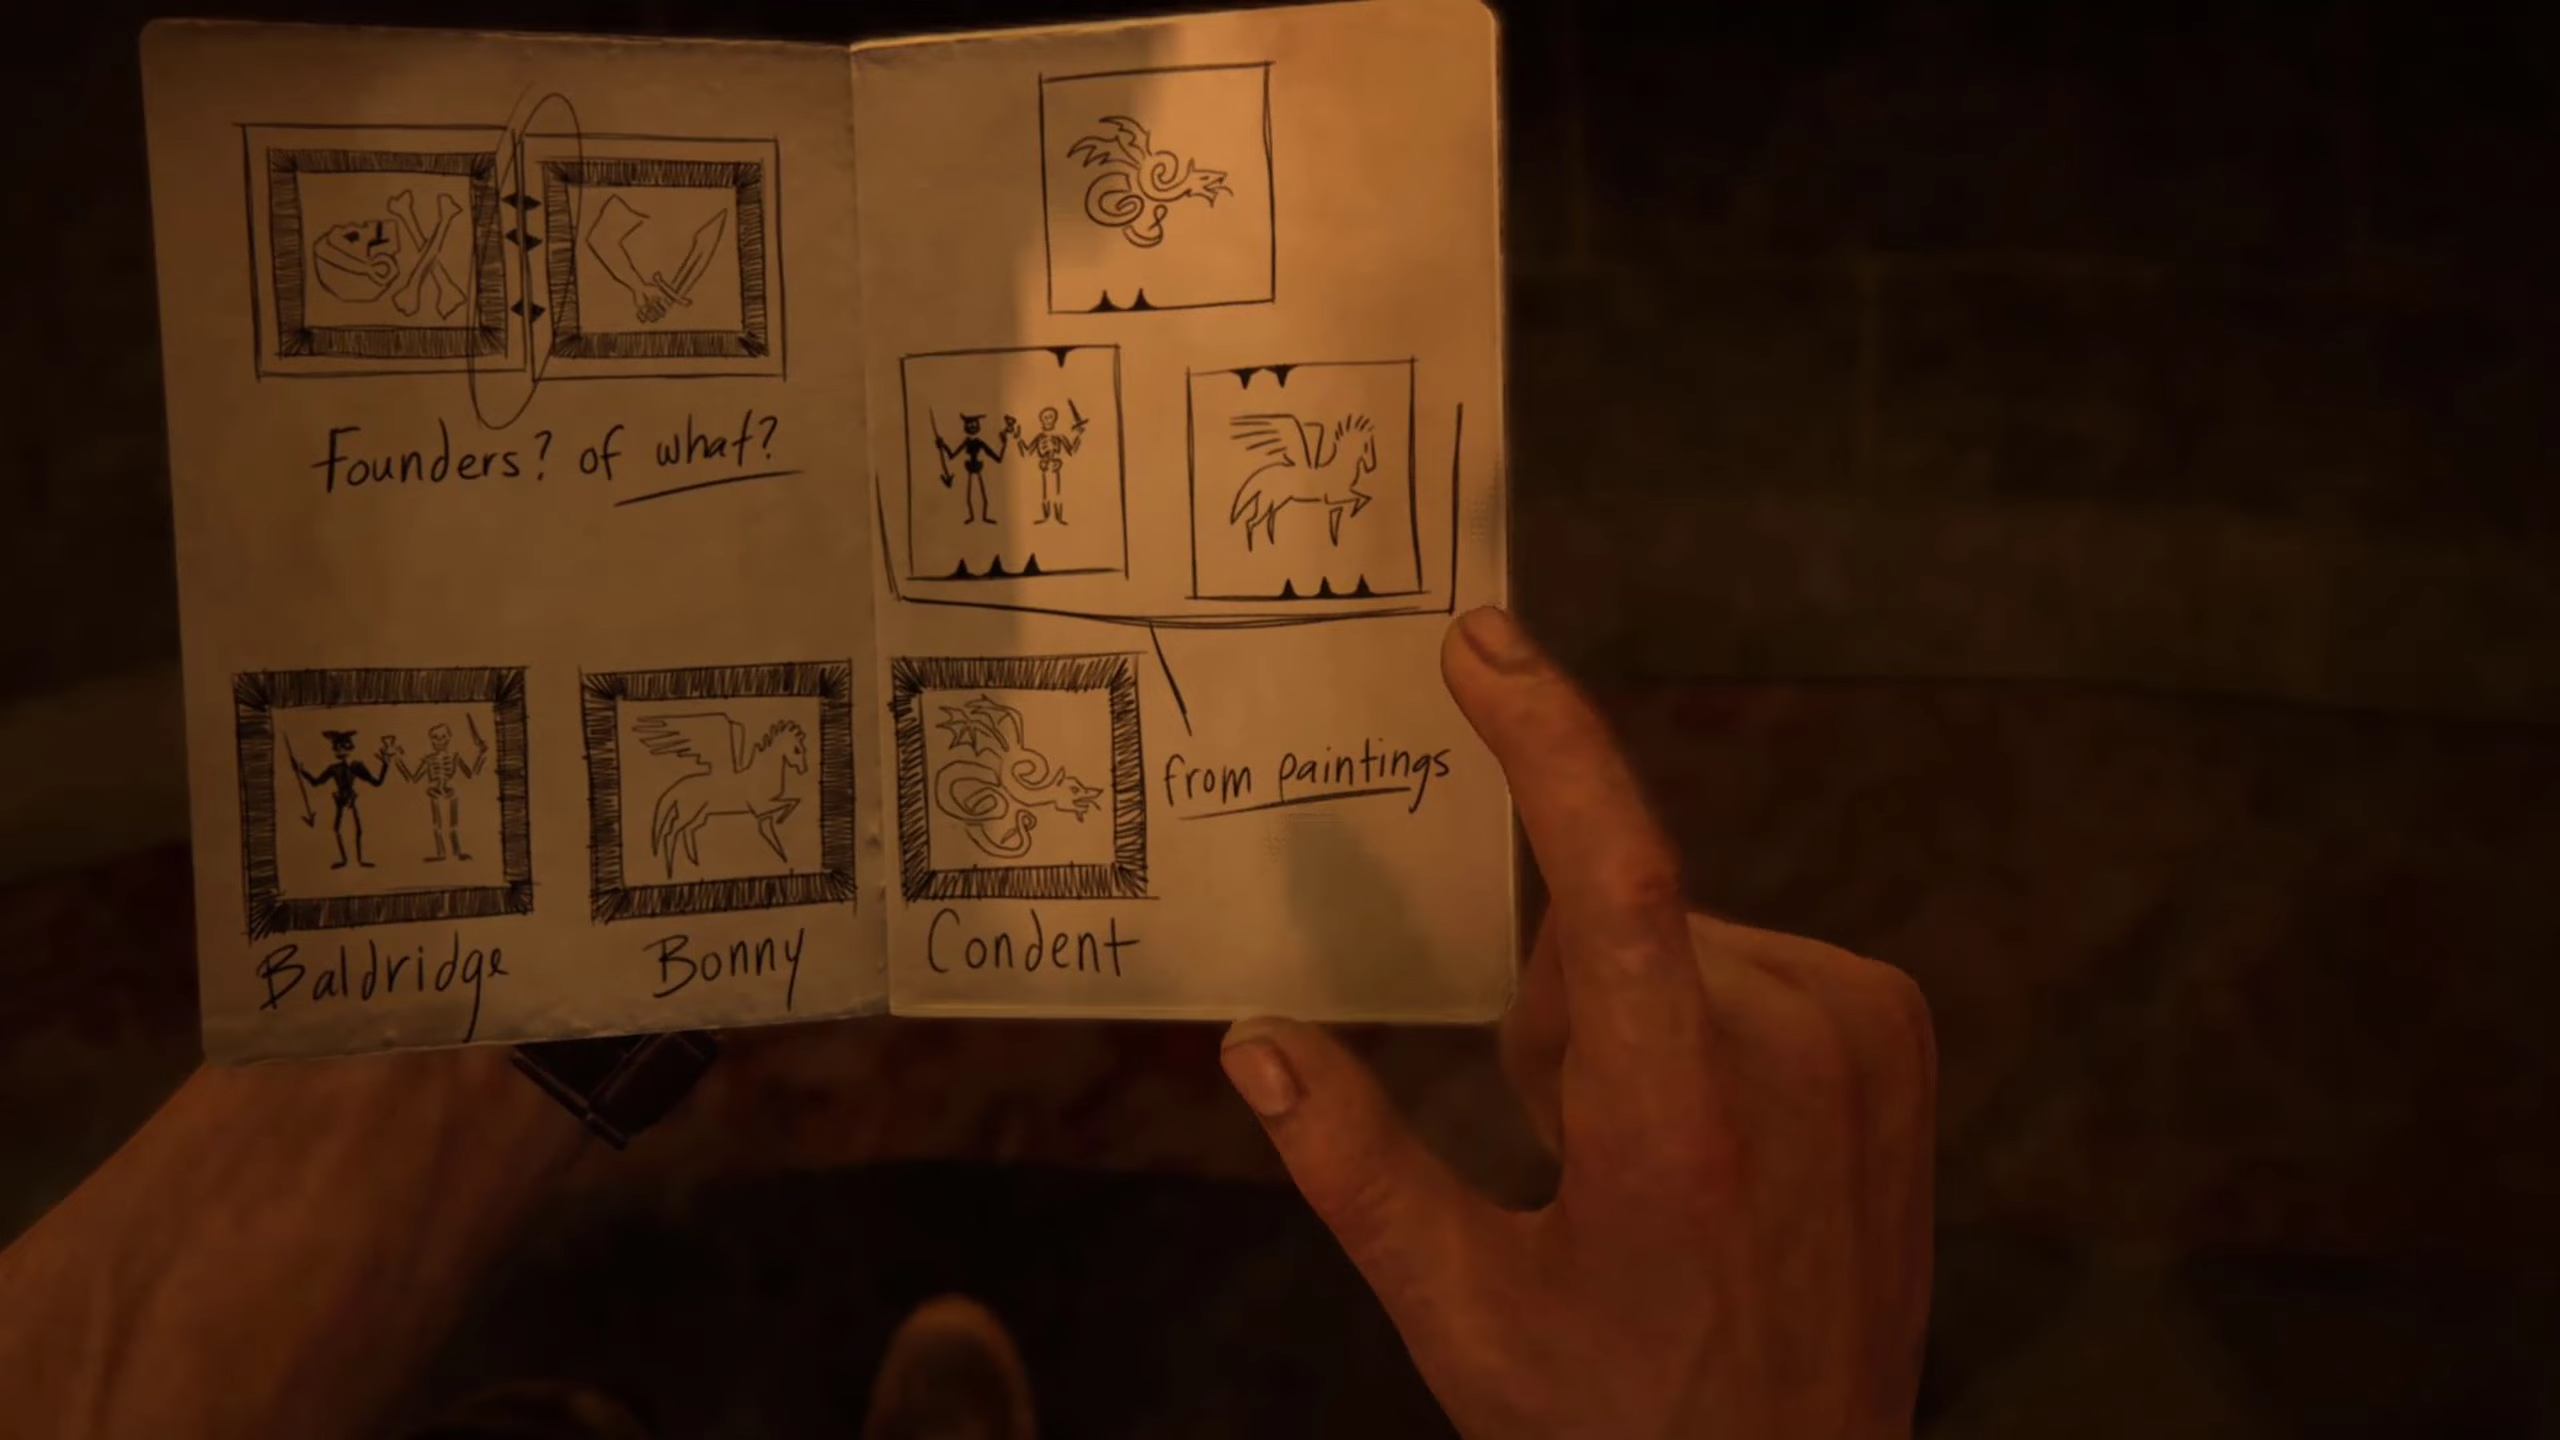 Founders? of what?
from paintings
Baldridge
Bonny
Condent